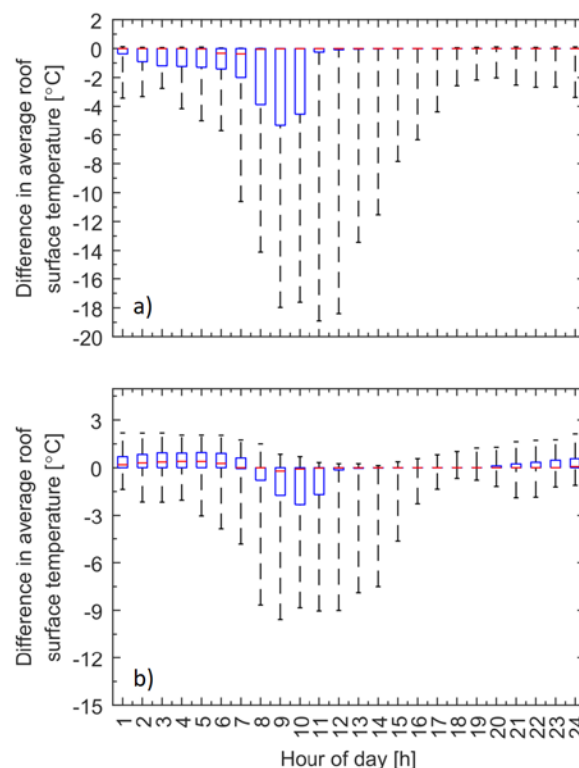 2
0
-2
-4
-6
-8
-10
-12
-14
-16
-18
-20
Difference in average roof
surface temperature [°C]
a)
3
0
-3
-6
-9
-12
-15
Difference in average roof
surface temperature [°C]
b)
1 2 3 4 5 6 7 8 9 10 11 12 13 14 15 16 17 18 19 20 21 22 23 24
Hour of day [h]